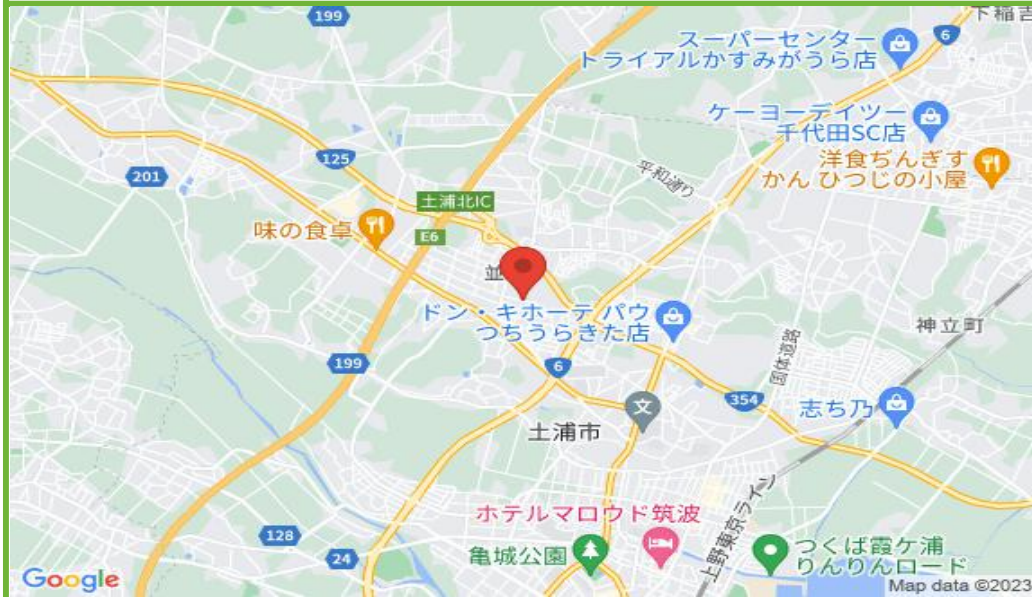 199
下稲吉
6
スーパーセンター
トライアルかすみがうら店
ケーヨーデイツー
千代田SC店
125
洋食ぢんぎす
かん ひつじの小屋
201
平和通り
土浦北IC
味の食卓
E6
並
ドン・キホーテ パウ
つちうらきた店
神立町
国体道路
199
6
354
志ち乃
文
土浦市
上野東京ライン
ホテルマロウド筑波
128
亀城公園
つくば霞ケ浦
りんりんロード
24
Google
Map data ©2023